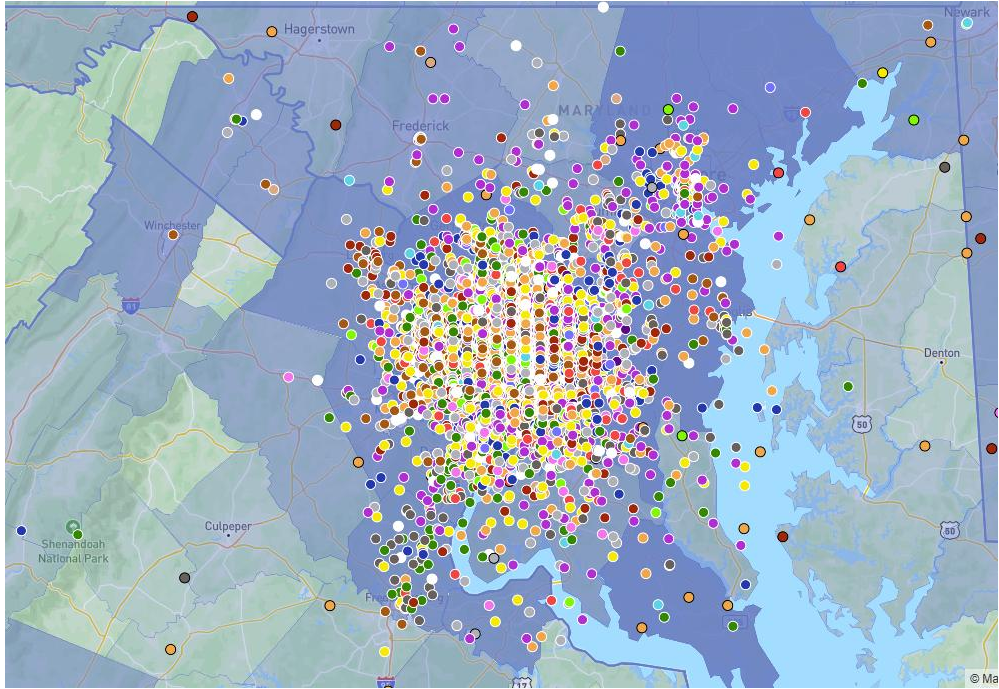 Newark
Hagerstown
MARYLAND
Frederick
Winchester
81
Denton
50
Culpeper
50
Shenandoah
National Park
17
© Ma